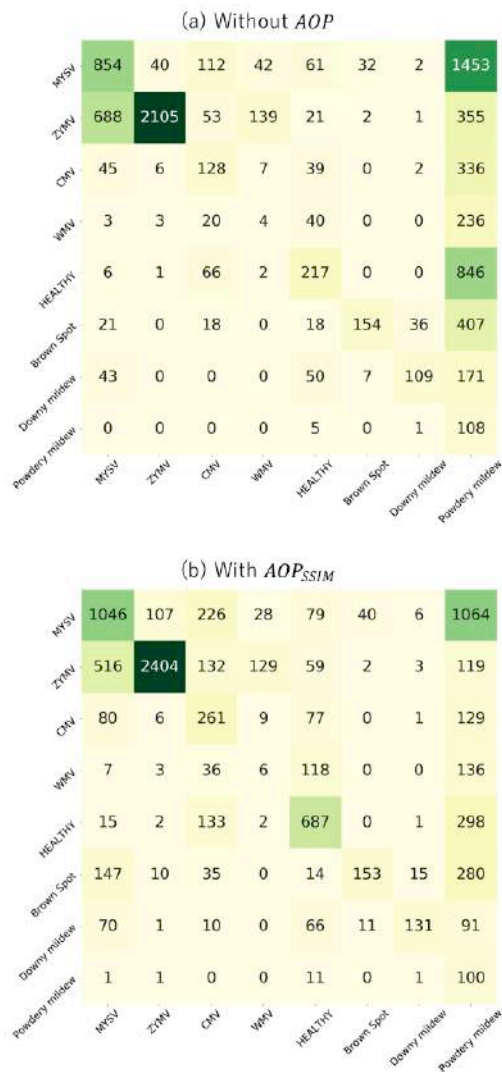 (a) Without AOP
MYSV 854 40 112 42 61 32 2 1453
ZYMV 688 2105 53 139 21 2 1 355
CMV 45 6 128 7 39 0 2 336
WMV 3 3 20 4 40 0 0 236
HEALTHY 6 1 66 2 217 0 0 846
Brown Spot 21 0 18 0 18 154 36 407
Downy mildew 43 0 0 0 50 7 109 171
Powdery mildew 0 0 0 0 5 0 1 108
MYSV ZYMV CMV WMV HEALTHY Brown Spot Downy mildew Powdery mildew
(b) With AOP_SSIM
MYSV 1046 107 226 28 79 40 6 1064
ZYMV 516 2404 132 129 59 2 3 119
CMV 80 6 261 9 77 0 1 129
WMV 7 3 36 6 118 0 0 136
HEALTHY 15 2 133 2 687 0 1 298
Brown Spot 147 10 35 0 14 153 15 280
Downy mildew 70 1 10 0 66 11 131 91
Powdery mildew 1 1 0 0 11 0 1 100
MYSV ZYMV CMV WMV HEALTHY Brown Spot Downy mildew Powdery mildew